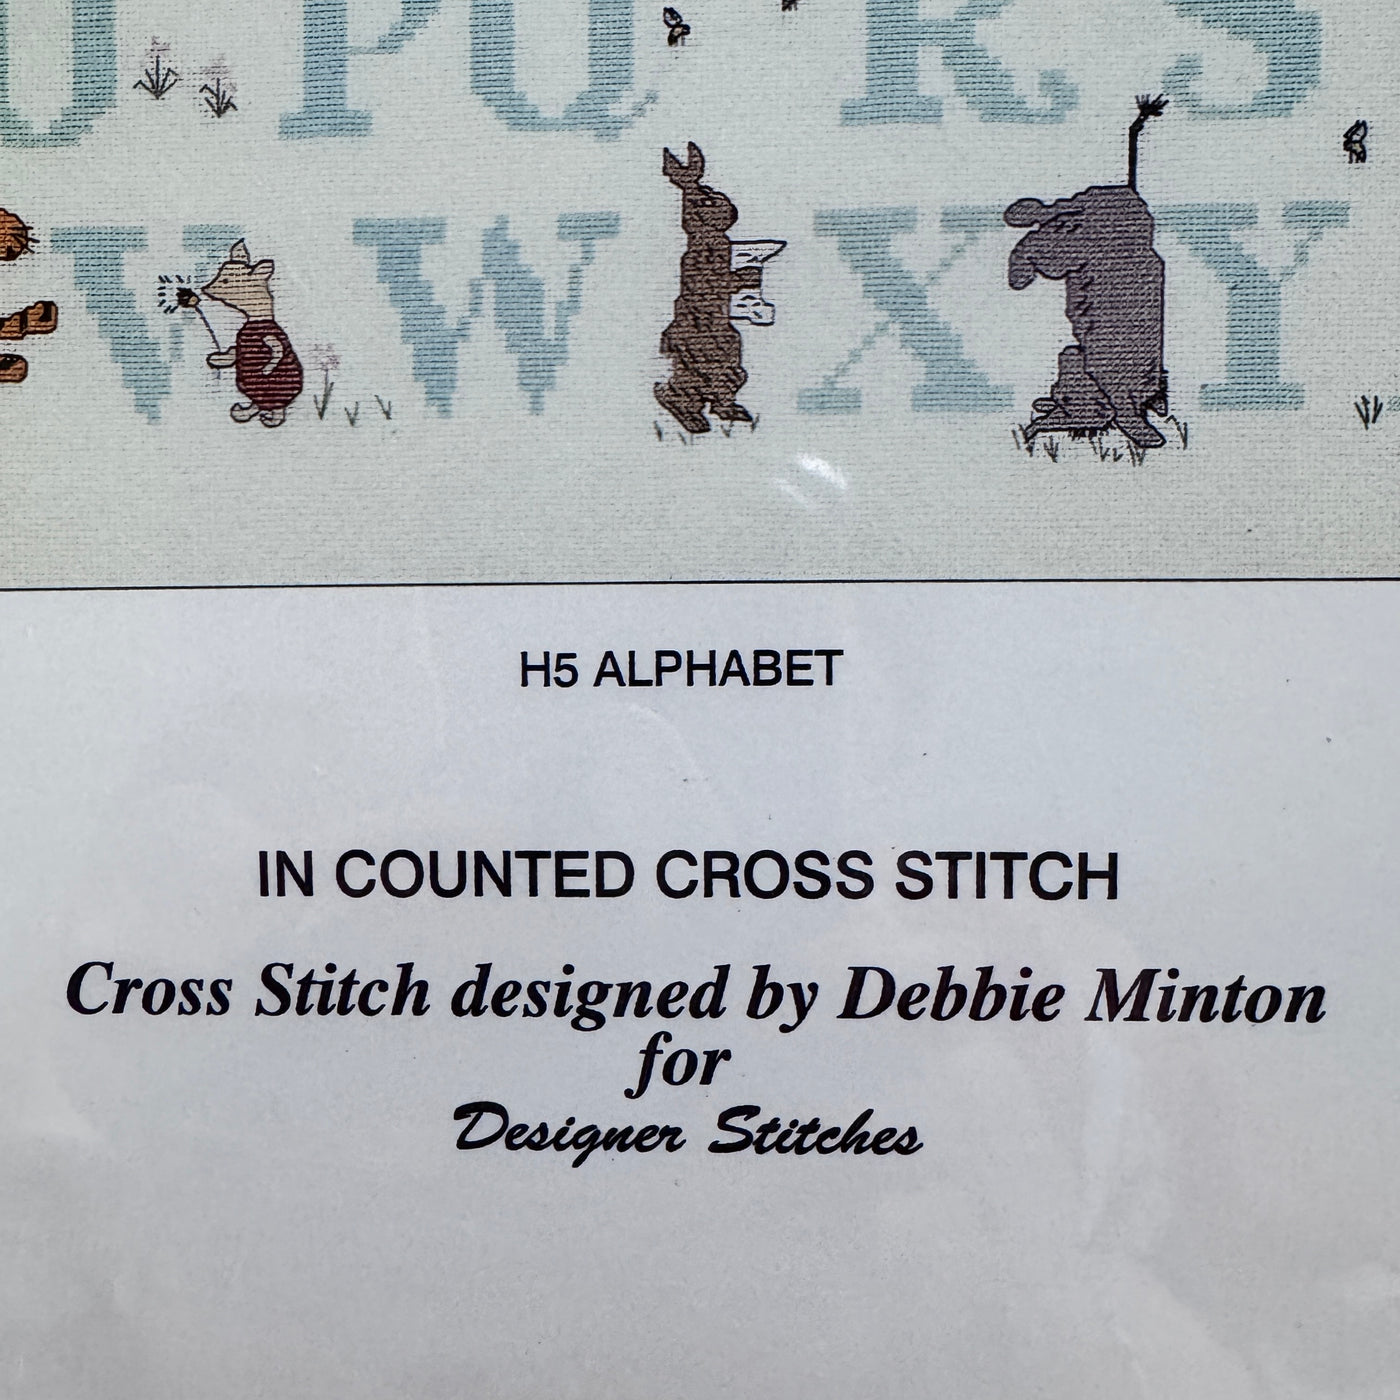 O P Q R S
V W X Y
H5 ALPHABET
IN COUNTED CROSS STITCH
Cross Stitch designed by Debbie Minton
for
Designer Stitches